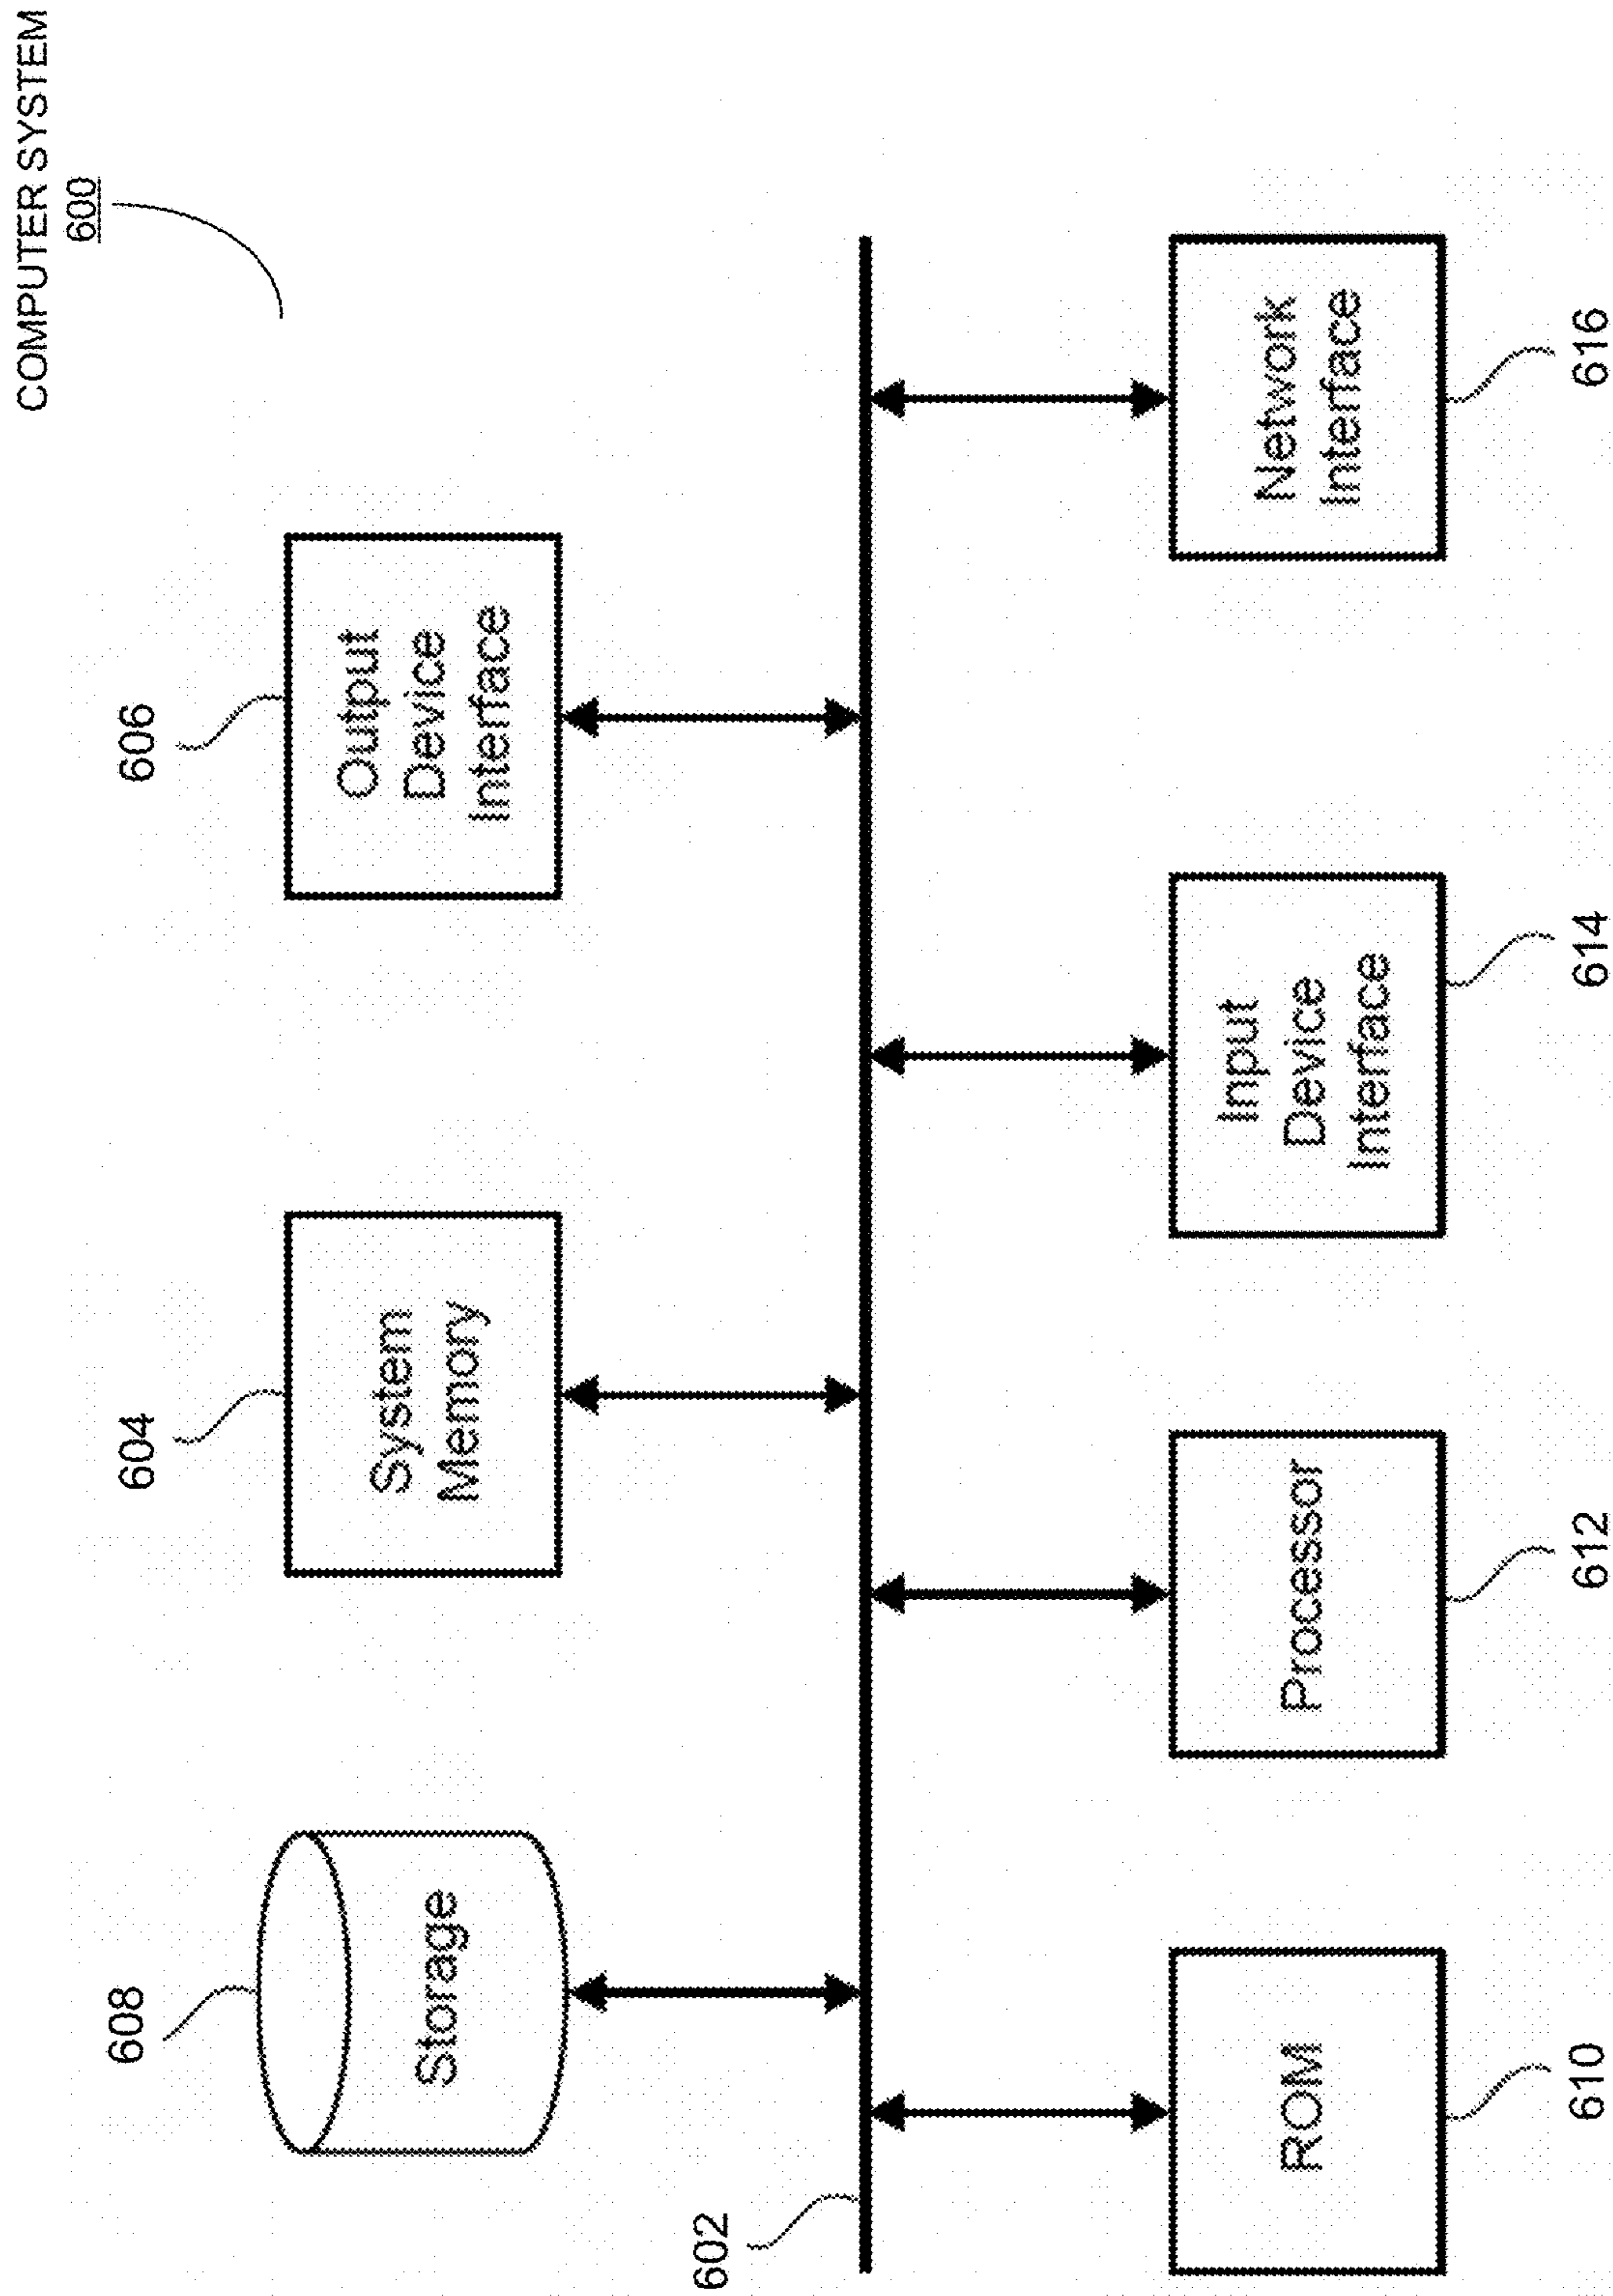 COMPUTER SYSTEM
600
608
604
606
Storage
System
Memory
Output
Device
Interface
602
ROM
Processor
Input
Device
Interface
Network
Interface
610
612
614
616